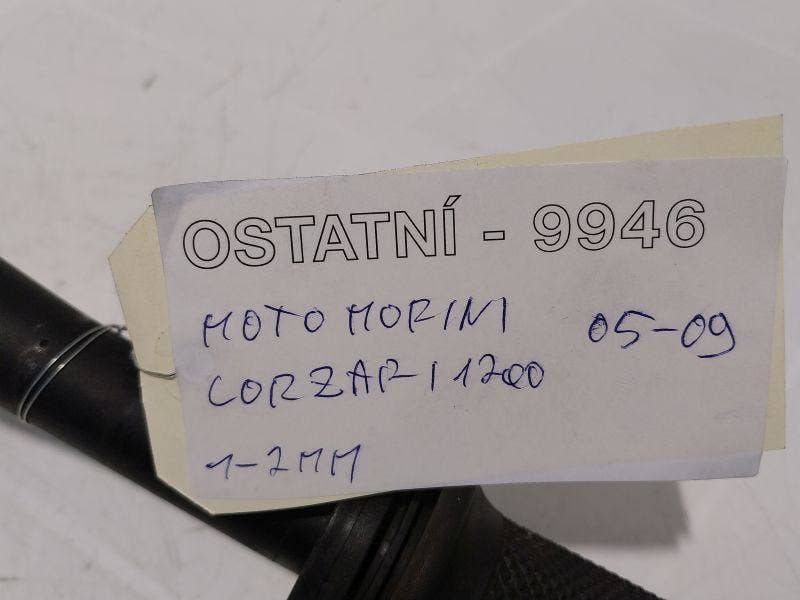 OSTATNÍ - 9946
MOTO MORINI 05-09
CORZARI 1200
1-2MM